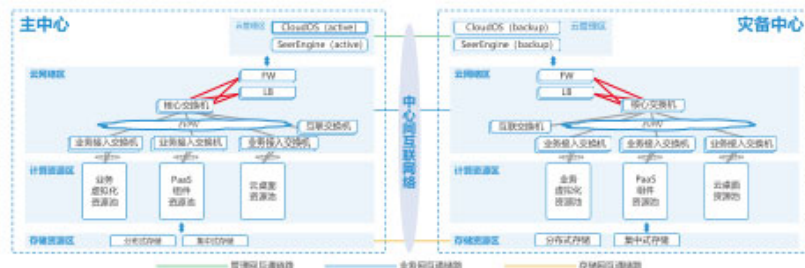 主中心
云管理区
CloudOS (active)
SeerEngine (active)
云网络区
FW
LB
核心交换机
互联交换机
业务接入交换机
业务接入交换机
业务接入交换机
计算资源区
业务
虚拟化
资源池
PaaS
组件
资源池
云桌面
资源池
存储资源区
分布式存储
集中式存储
中心间互联网络
灾备中心
CloudOS (backup)
云管理区
SeerEngine (backup)
云网络区
FW
LB
核心交换机
互联交换机
业务接入交换机
业务接入交换机
业务接入交换机
计算资源区
业务
虚拟化
资源池
PaaS
组件
资源池
云桌面
资源池
存储资源区
分布式存储
集中式存储